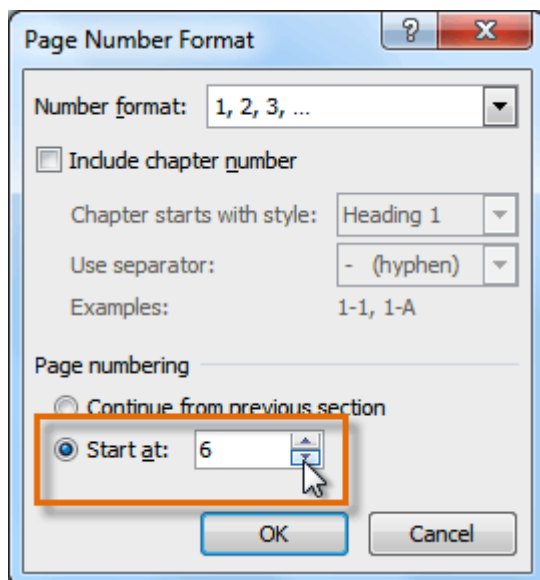 Page Number Format
?
X
Number format: 1, 2, 3, ...
Include chapter number
Chapter starts with style: Heading 1
Use separator: - (hyphen)
Examples: 1-1, 1-A
Page numbering
Continue from previous section
Start at: 6
OK Cancel